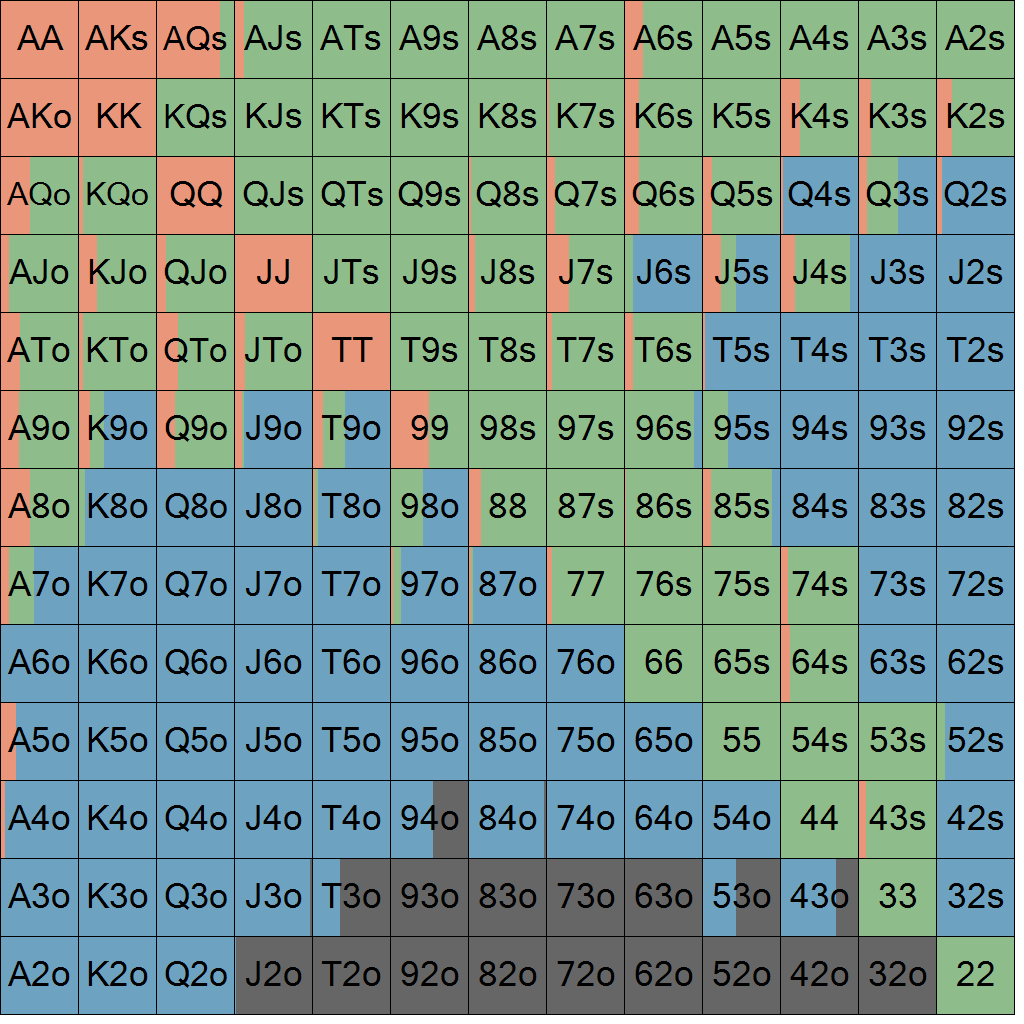 AA AKs AQs AJs ATs A9s A8s A7s A6s A5s A4s A3s A2s
AKo KK KQs KJs KTs K9s K8s K7s K6s K5s K4s K3s K2s
AQo KQo QQ QJs QTs Q9s Q8s Q7s Q6s Q5s Q4s Q3s Q2s
AJo KJo QJo JJ JTs J9s J8s J7s J6s J5s J4s J3s J2s
ATo KTo QTo JTo TT T9s T8s T7s T6s T5s T4s T3s T2s
A9o K9o Q9o J9o T9o 99 98s 97s 96s 95s 94s 93s 92s
A8o K8o Q8o J8o T8o 98o 88 87s 86s 85s 84s 83s 82s
A7o K7o Q7o J7o T7o 97o 87o 77 76s 75s 74s 73s 72s
A6o K6o Q6o J6o T6o 96o 86o 76o 66 65s 64s 63s 62s
A5o K5o Q5o J5o T5o 95o 85o 75o 65o 55 54s 53s 52s
A4o K4o Q4o J4o T4o 94o 84o 74o 64o 54o 44 43s 42s
A3o K3o Q3o J3o T3o 93o 83o 73o 63o 53o 43o 33 32s
A2o K2o Q2o J2o T2o 92o 82o 72o 62o 52o 42o 32o 22